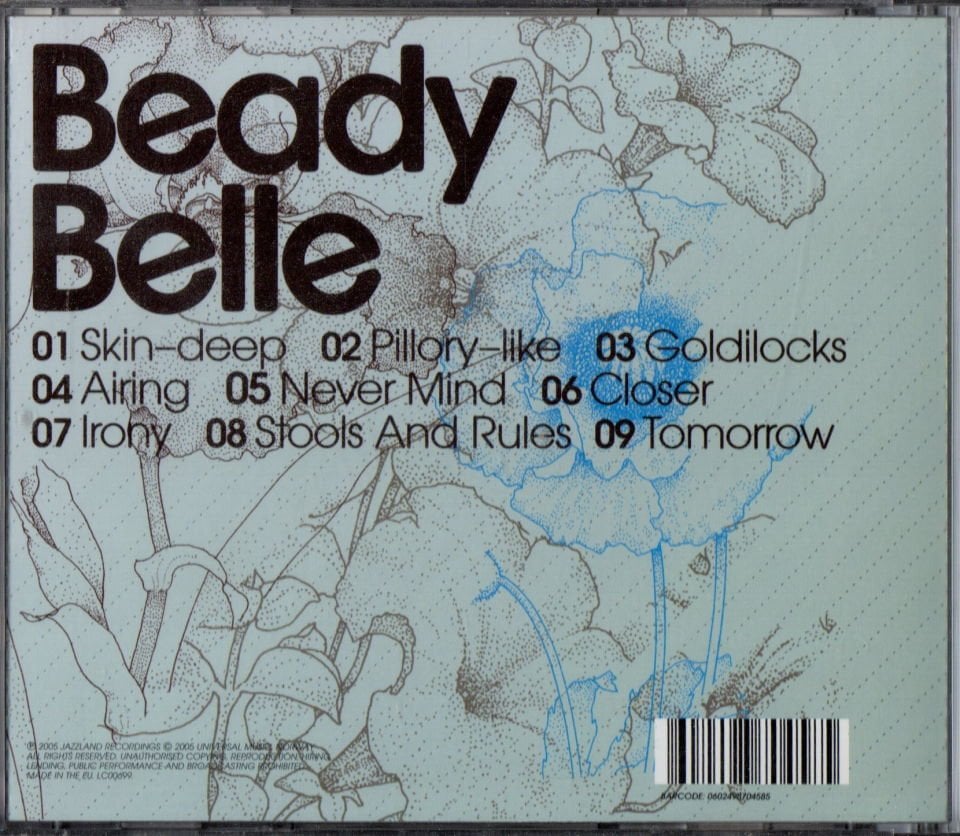 Beady
Belle
01 Skin-deep 02 Pillory-like 03 Goldilocks
04 Airing 05 Never Mind 06 Closer
07 Irony 08 Stools And Rules 09 Tomorrow
℗ 2005 JAZZLAND RECORDINGS © 2005 UNIVERSAL MUSIC NORWAY.
ALL RIGHTS RESERVED. UNAUTHORISED COPYING, REPRODUCTION, HIRING,
LENDING, PUBLIC PERFORMANCE AND BROADCASTING PROHIBITED.
MADE IN THE EU. LC00699.
BARCODE: 0602498704585